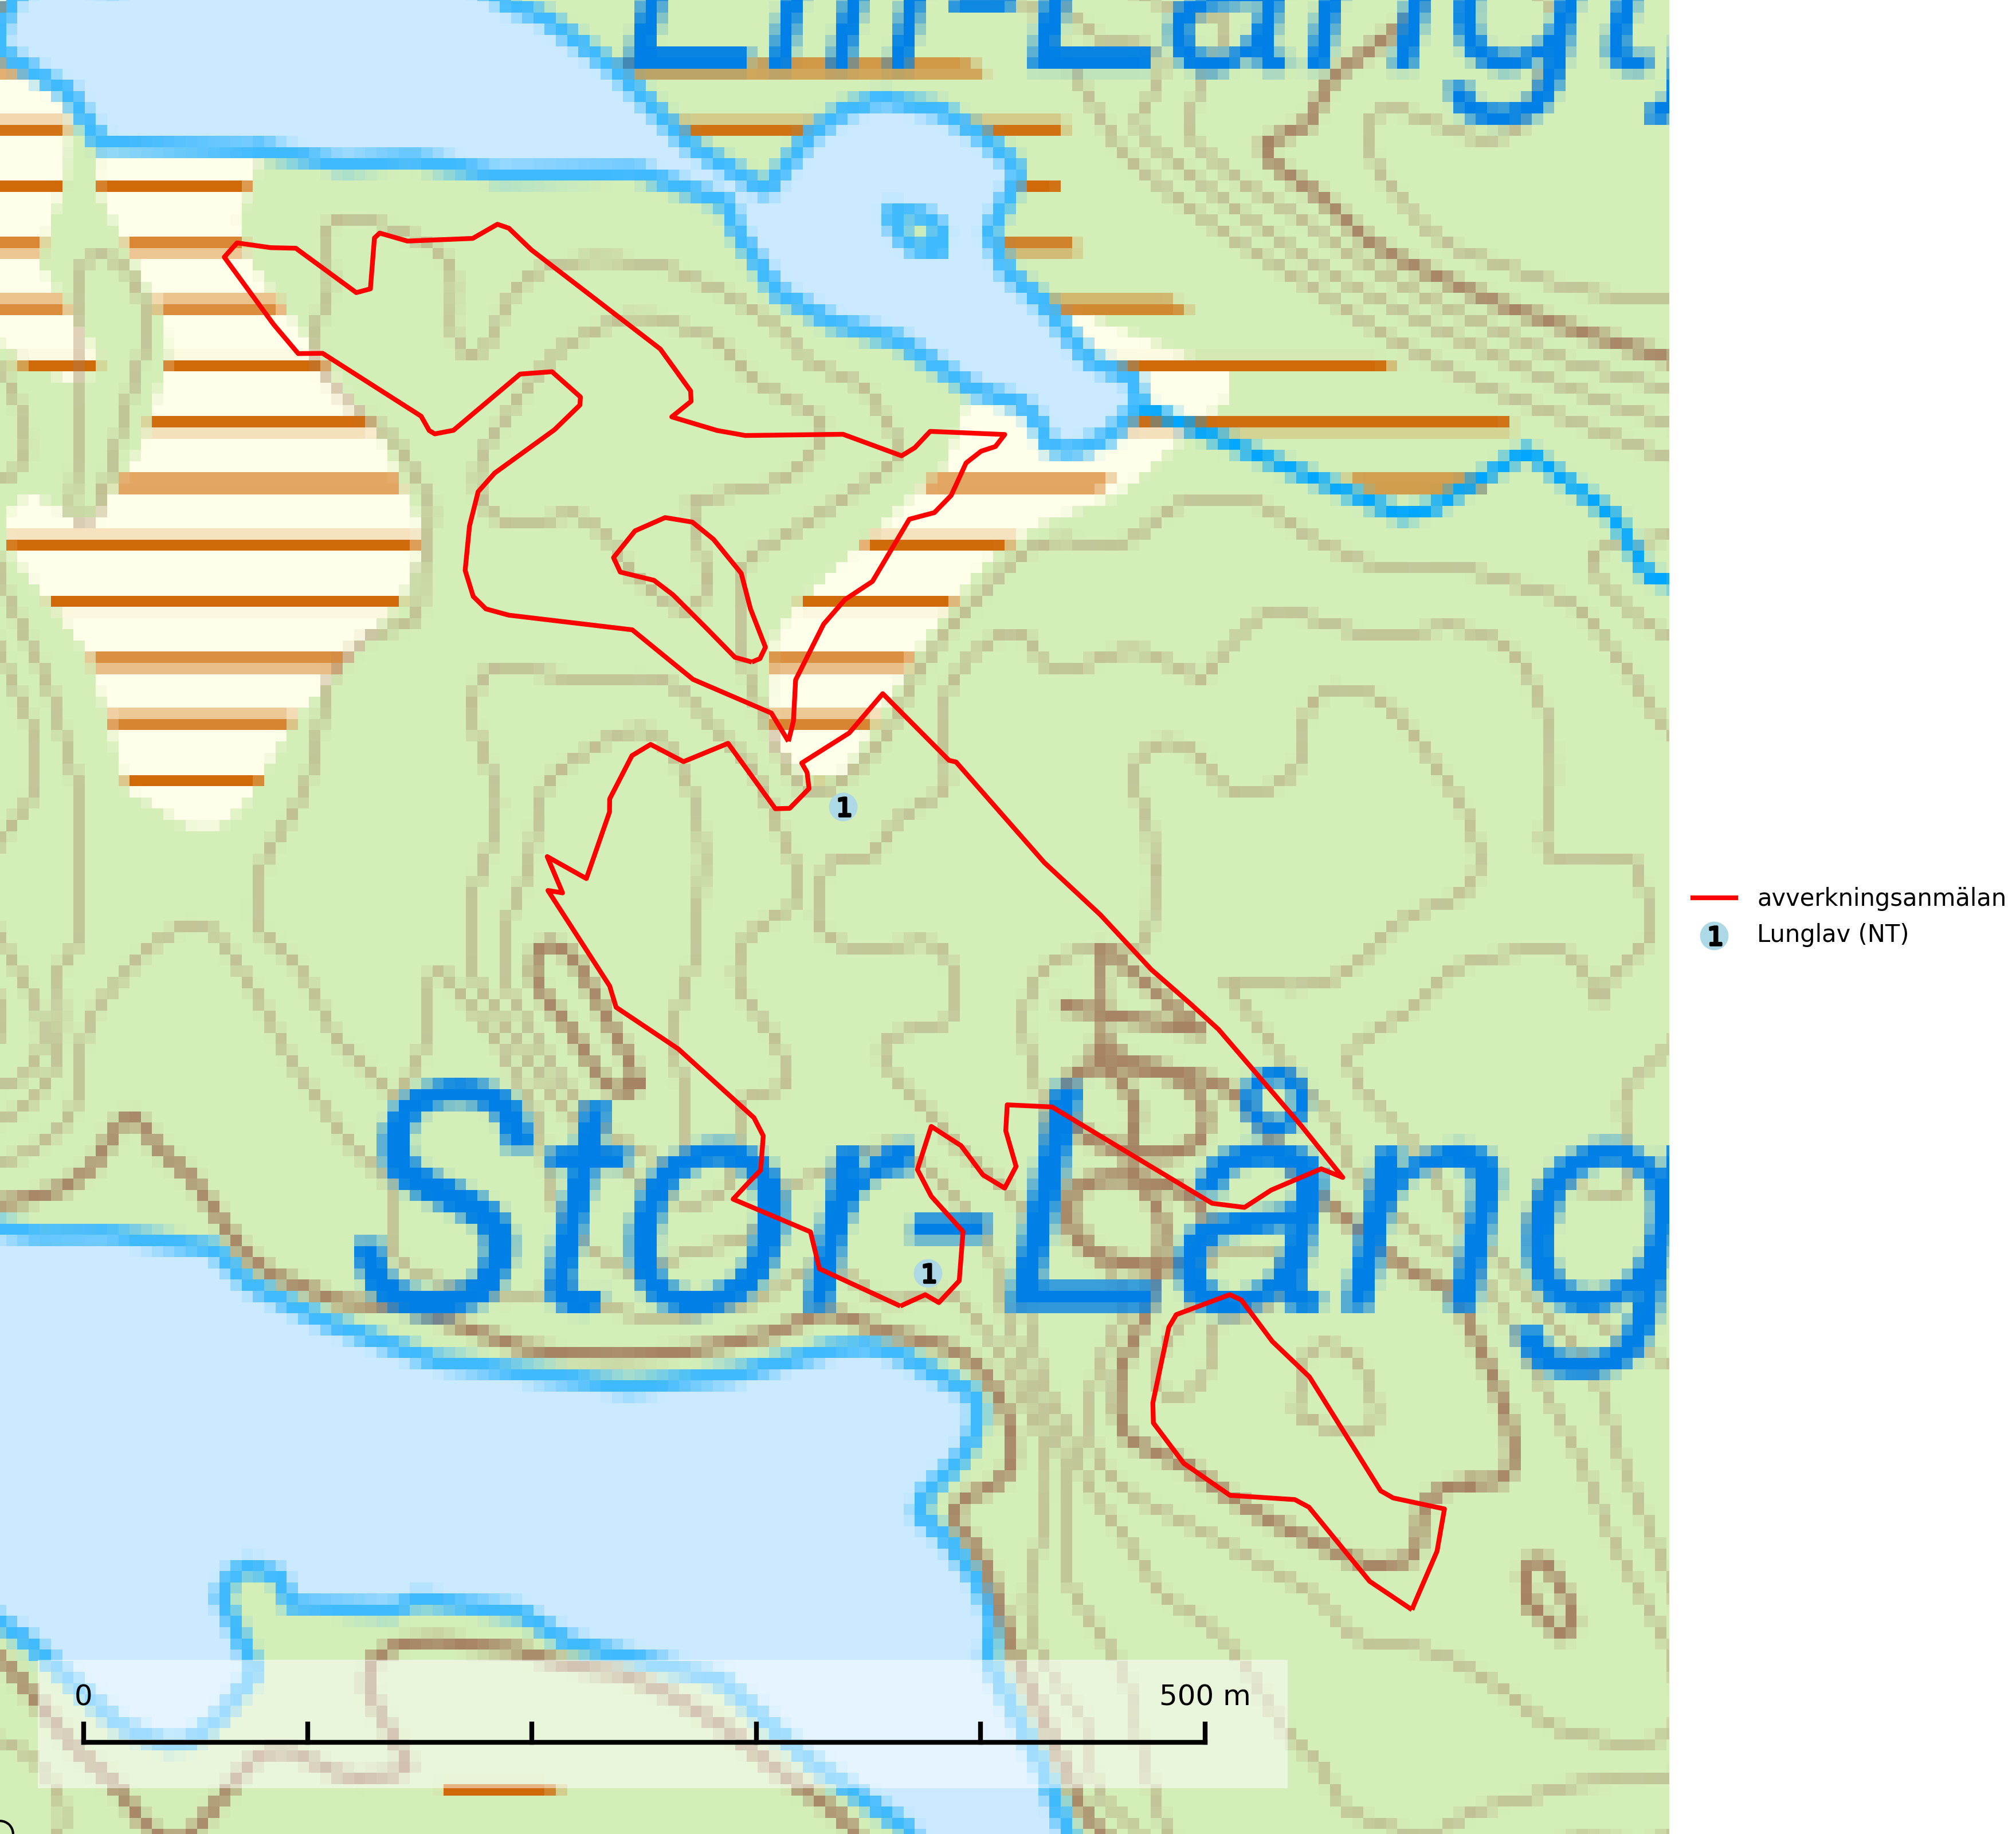 1
avverkningsanmälan
1 Lunglav (NT)
Stor-Lång
1
0 500 m